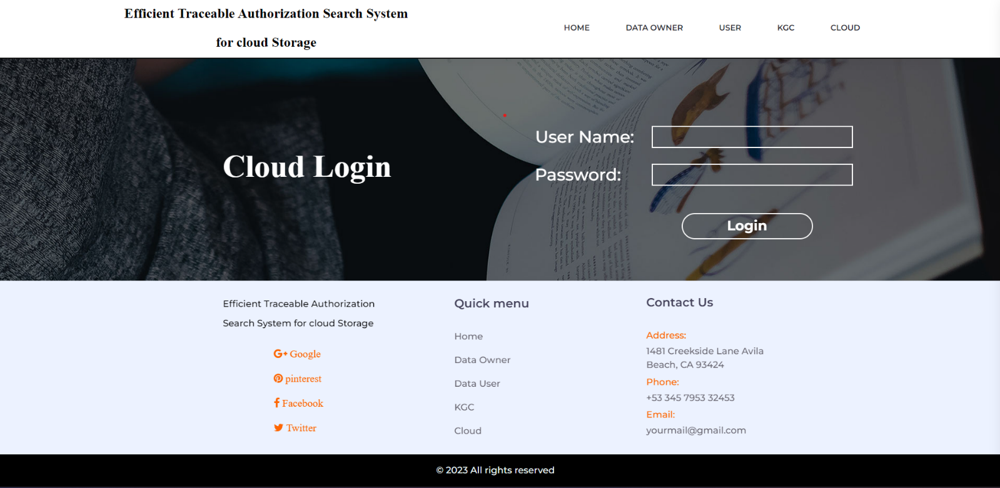 Efficient Traceable Authorization Search System
for cloud Storage
HOME
DATA OWNER
USER
KGC
CLOUD
Cloud Login
User Name:
Password:
Login
Efficient Traceable Authorization
Search System for cloud Storage
Google
pinterest
Facebook
Twitter
Quick menu
Home
Data Owner
Data User
KGC
Cloud
Contact Us
Address:
1481 Creekside Lane Avila
Beach, CA 93424
Phone:
+53 345 7953 32453
Email:
yourmail@gmail.com
© 2023 All rights reserved